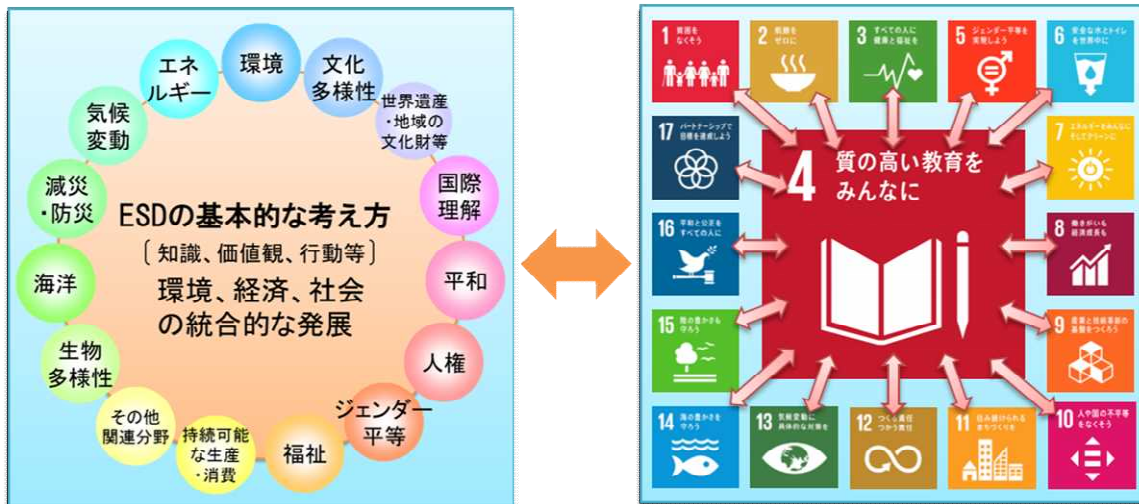 環境
文化
多様性
世界遺産
・地域の
文化財等
国際
理解
平和
人権
ジェンダー
平等
福祉
持続可能
な生産
・消費
その他
関連分野
生物
多様性
海洋
減災
・防災
気候
変動
エネ
ルギー
ESDの基本的な考え方
〔知識、価値観、行動等〕
環境、経済、社会
の統合的な発展
1 貧困を
なくそう
2 飢餓を
ゼロに
3 すべての人に
健康と福祉を
5 ジェンダー平等を
実現しよう
6 安全な水とトイレ
を世界中に
17 パートナーシップで
目標を達成しよう
4 質の高い教育を
みんなに
7 エネルギーをみんなに
そしてクリーンに
16 平和と公正を
すべての人に
8 働きがいも
経済成長も
15 陸の豊かさも
守ろう
9 産業と技術革新の
基盤をつくろう
14 海の豊かさを
守ろう
13 気候変動に
具体的な対策を
12 つくる責任
つかう責任
11 住み続けられる
まちづくりを
10 人や国の不平等
をなくそう